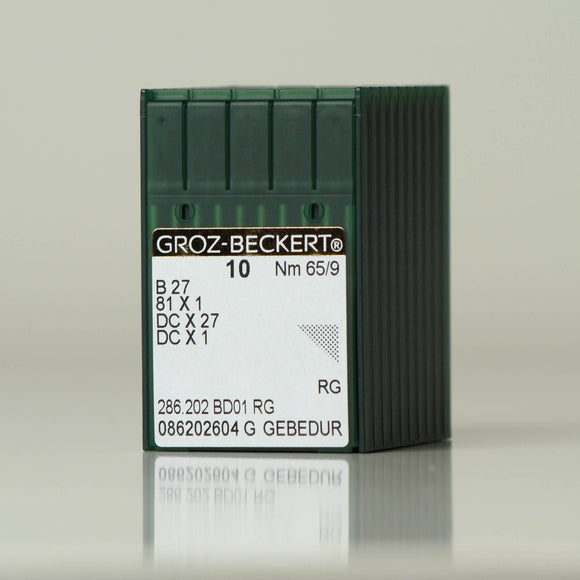 GROZ-BECKERT®
10 Nm 65/9
B 27
81 X 1
DC X 27
DC X 1
RG
286.202 BD01 RG
086202604 G GEBEDUR